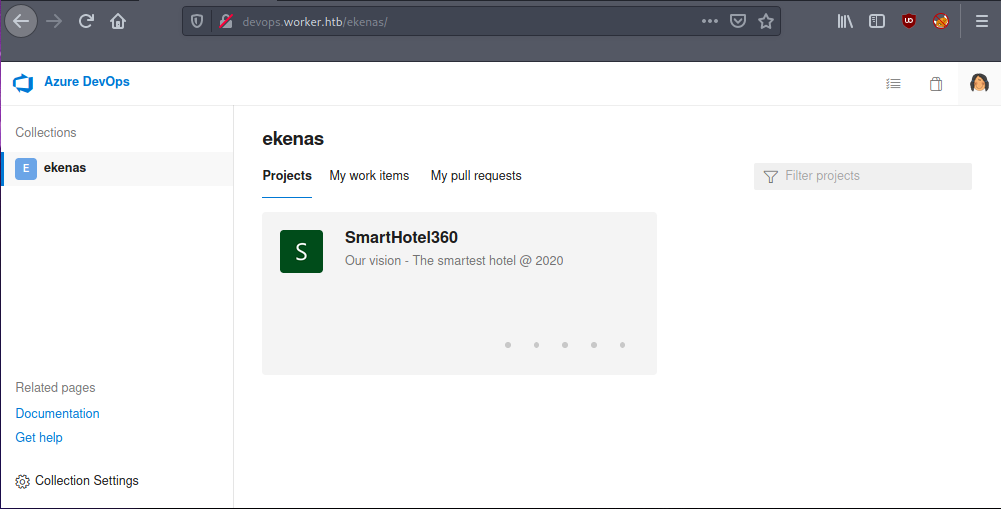 devops.worker.htb/ekenas/
Azure DevOps
Collections
E ekenas
Related pages
Documentation
Get help
Collection Settings
ekenas
Projects My work items My pull requests Filter projects
S SmartHotel360
Our vision - The smartest hotel @ 2020